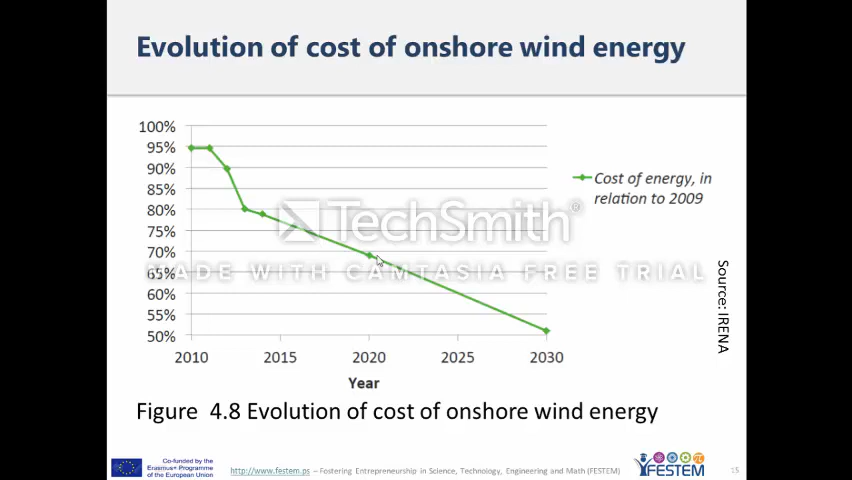 Evolution of cost of onshore wind energy
100%
95%
90%
85%
80%
75%
70%
65%
60%
55%
50%
2010 2015 2020 2025 2030
Year
Cost of energy, in
relation to 2009
TechSmith®
MADE WITH CAMTASIA FREE TRIAL
Source: IRENA
Figure 4.8 Evolution of cost of onshore wind energy
Co-funded by the
Erasmus+ Programme
of the European Union
http://www.festem.ps – Fostering Entrepreneurship in Science, Technology, Engineering and Math (FESTEM)
FESTEM
15